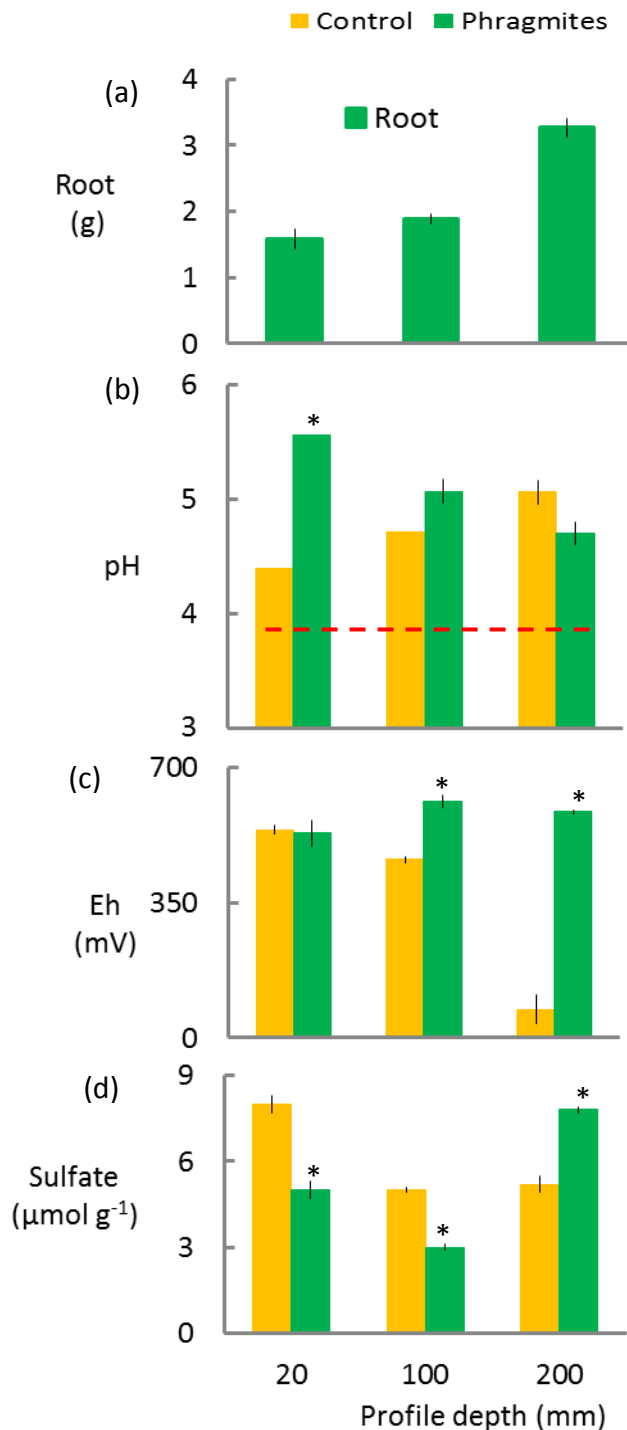 Control Phragmites
(a)
4
3
2
1
0
Root
(g)
Root
(b)
6
5
4
3
pH
*
(c)
700
350
0
Eh
(mV)
*
*
(d)
9
6
3
0
Sulfate
(µmol g⁻¹)
*
*
*
20 100 200
Profile depth (mm)